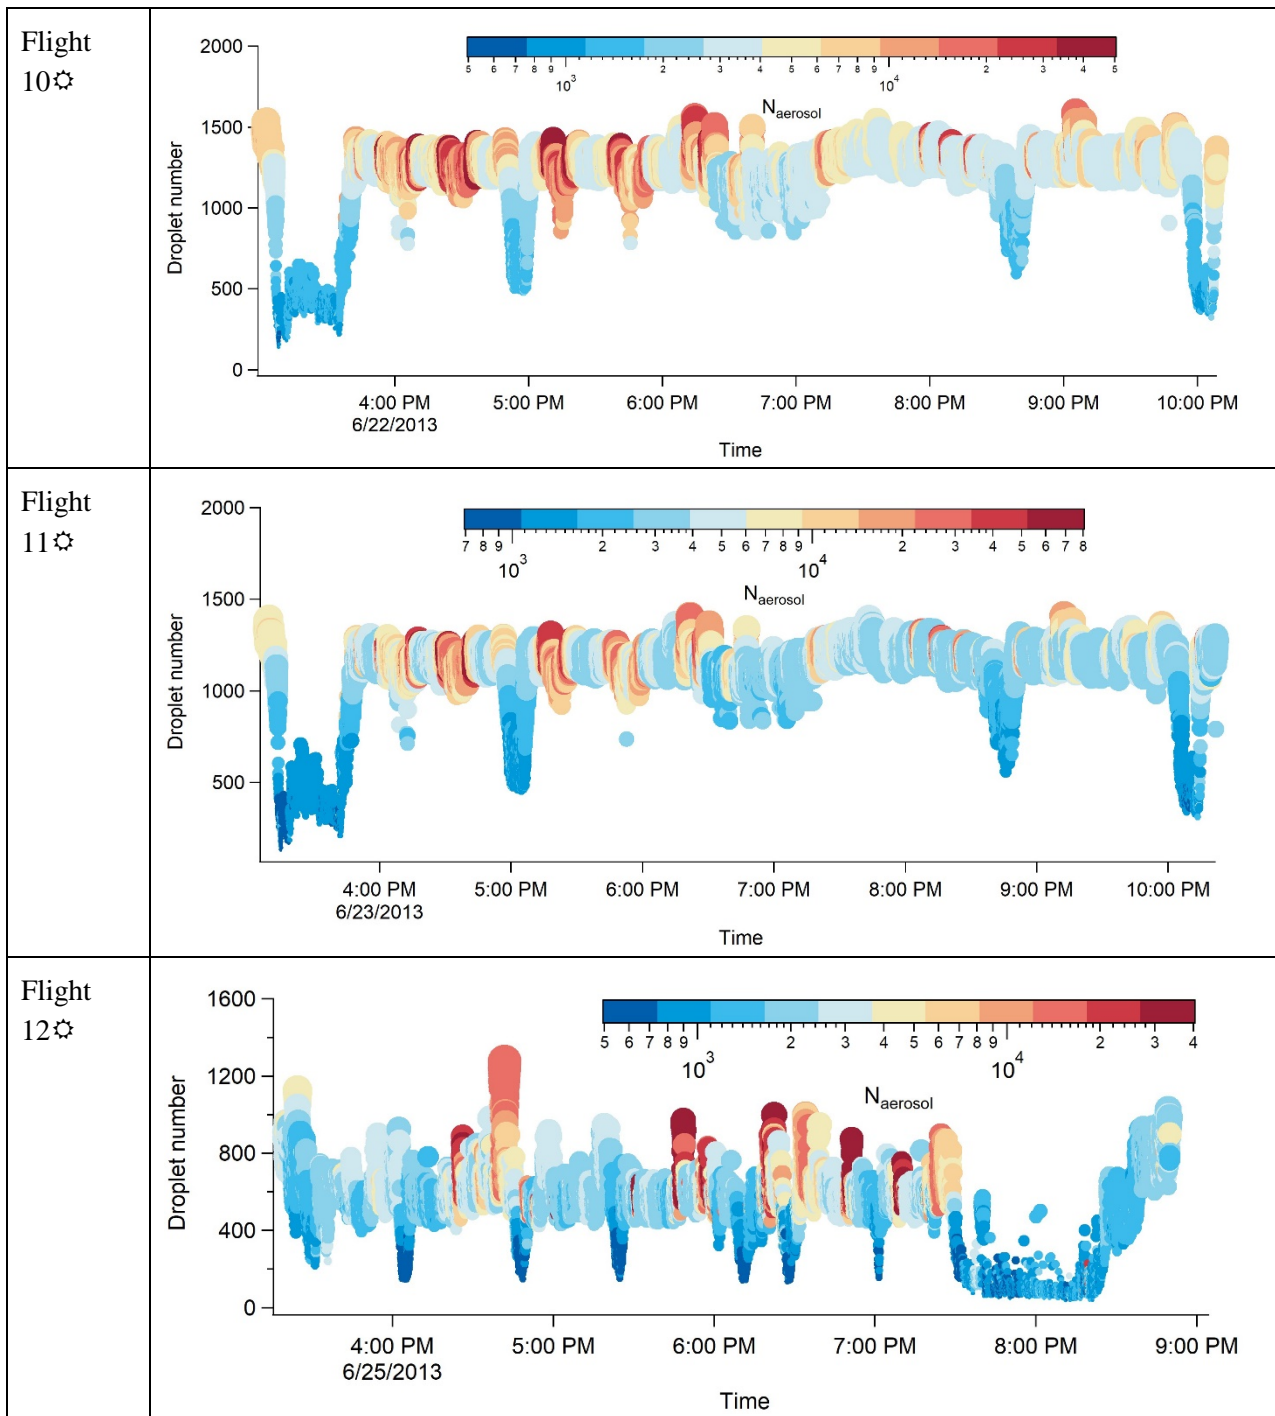 Flight
10☼
2000
1500
1000
500
0
Droplet number
5 6 7 8 9 2 3 4 5 6 7 8 9 2 3 4 5
10³ 10⁴
Naerosol
4:00 PM 5:00 PM 6:00 PM 7:00 PM 8:00 PM 9:00 PM 10:00 PM
6/22/2013
Time
Flight
11☼
2000
1500
1000
500
Droplet number
7 8 9 2 3 4 5 6 7 8 9 2 3 4 5 6 7 8
10³ 10⁴
Naerosol
4:00 PM 5:00 PM 6:00 PM 7:00 PM 8:00 PM 9:00 PM 10:00 PM
6/23/2013
Time
Flight
12☼
1600
1200
800
400
0
Droplet number
5 6 7 8 9 2 3 4 5 6 7 8 9 2 3 4
10³ 10⁴
Naerosol
4:00 PM 5:00 PM 6:00 PM 7:00 PM 8:00 PM 9:00 PM
6/25/2013
Time